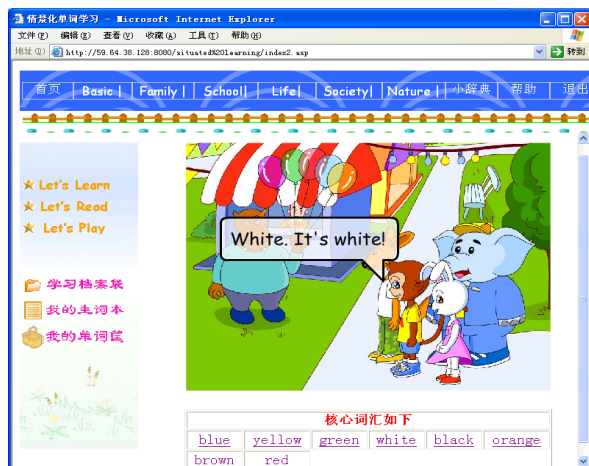 情景化单词学习 - Microsoft Internet Explorer
文件(F) 编辑(E) 查看(V) 收藏(A) 工具(T) 帮助(H)
地址(D) http://59.64.38.128:8080/situated%20learning/index2.asp 转到
首页 Basic | Family | School| Life| Society| Nature | 小辞典 帮助 退出
Let's Learn
Let's Read
Let's Play
学习档案袋
我的生词本
我的单词筐
White. It's white!
核心词汇如下
blue yellow green white black orange
brown red